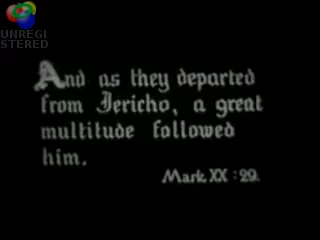 UNREGI
STERED
And as they departed
from Jericho, a great
multitude followed
him.
Mark XX : 29.